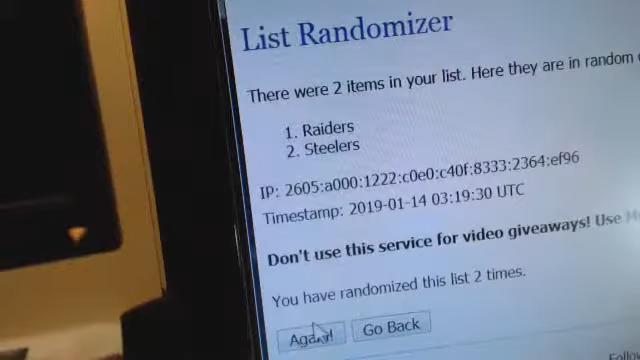 List Randomizer
There were 2 items in your list. Here they are in random
1. Raiders
2. Steelers
IP: 2605:a000:1222:c0e0:c40f:8333:2364:ef96
Timestamp: 2019-01-14 03:19:30 UTC
Don't use this service for video giveaways! Use
You have randomized this list 2 times.
Again! Go Back